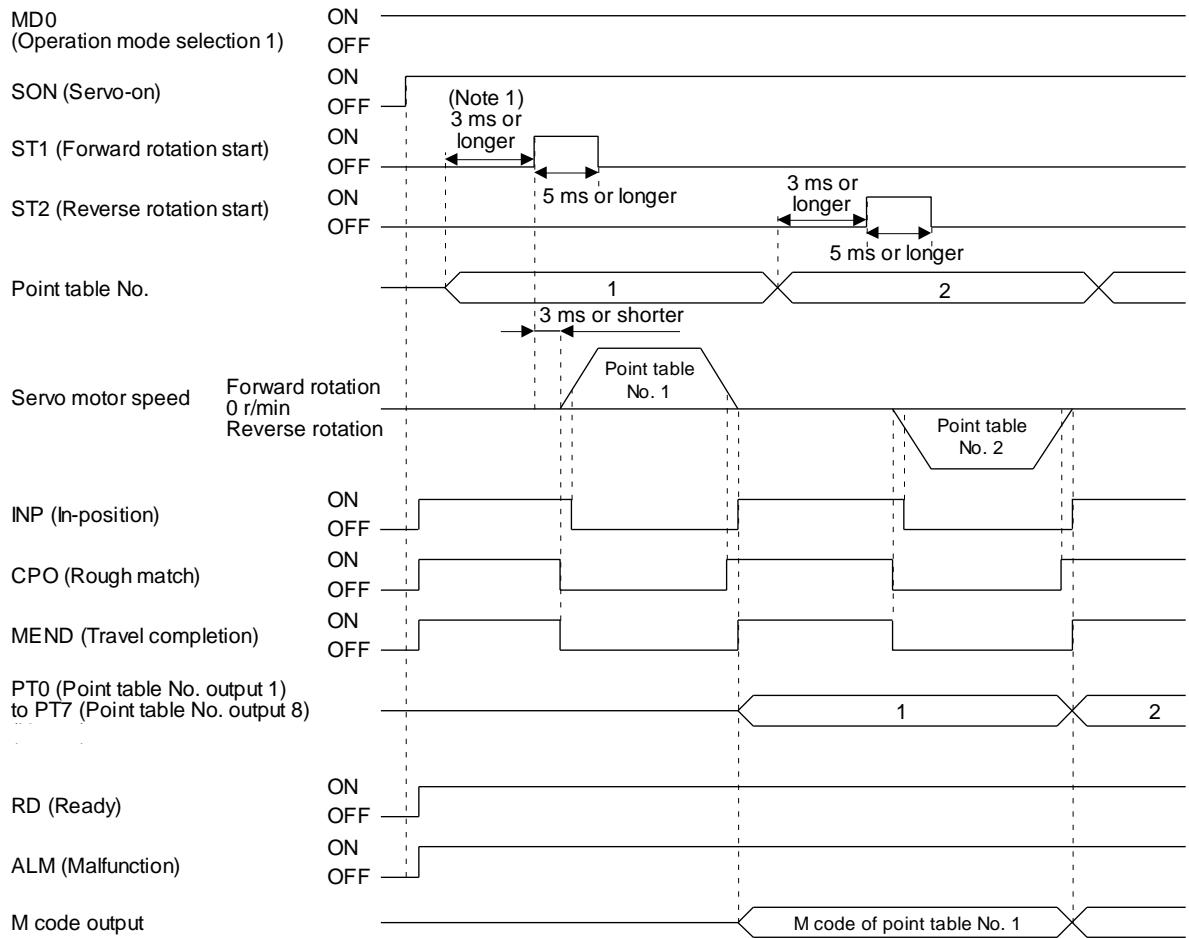 MD0
(Operation mode selection 1)
ON
OFF
SON (Servo-on)
ON
OFF
ST1 (Forward rotation start)
ON
OFF
(Note 1)
3 ms or
longer
5 ms or longer
ST2 (Reverse rotation start)
ON
OFF
3 ms or
longer
5 ms or longer
Point table No.
1
2
3 ms or shorter
Servo motor speed
Forward rotation
0 r/min
Reverse rotation
Point table
No. 1
Point table
No. 2
INP (In-position)
ON
OFF
CPO (Rough match)
ON
OFF
MEND (Travel completion)
ON
OFF
PT0 (Point table No. output 1)
to PT7 (Point table No. output 8)
1
2
RD (Ready)
ON
OFF
ALM (Malfunction)
ON
OFF
M code output
M code of point table No. 1